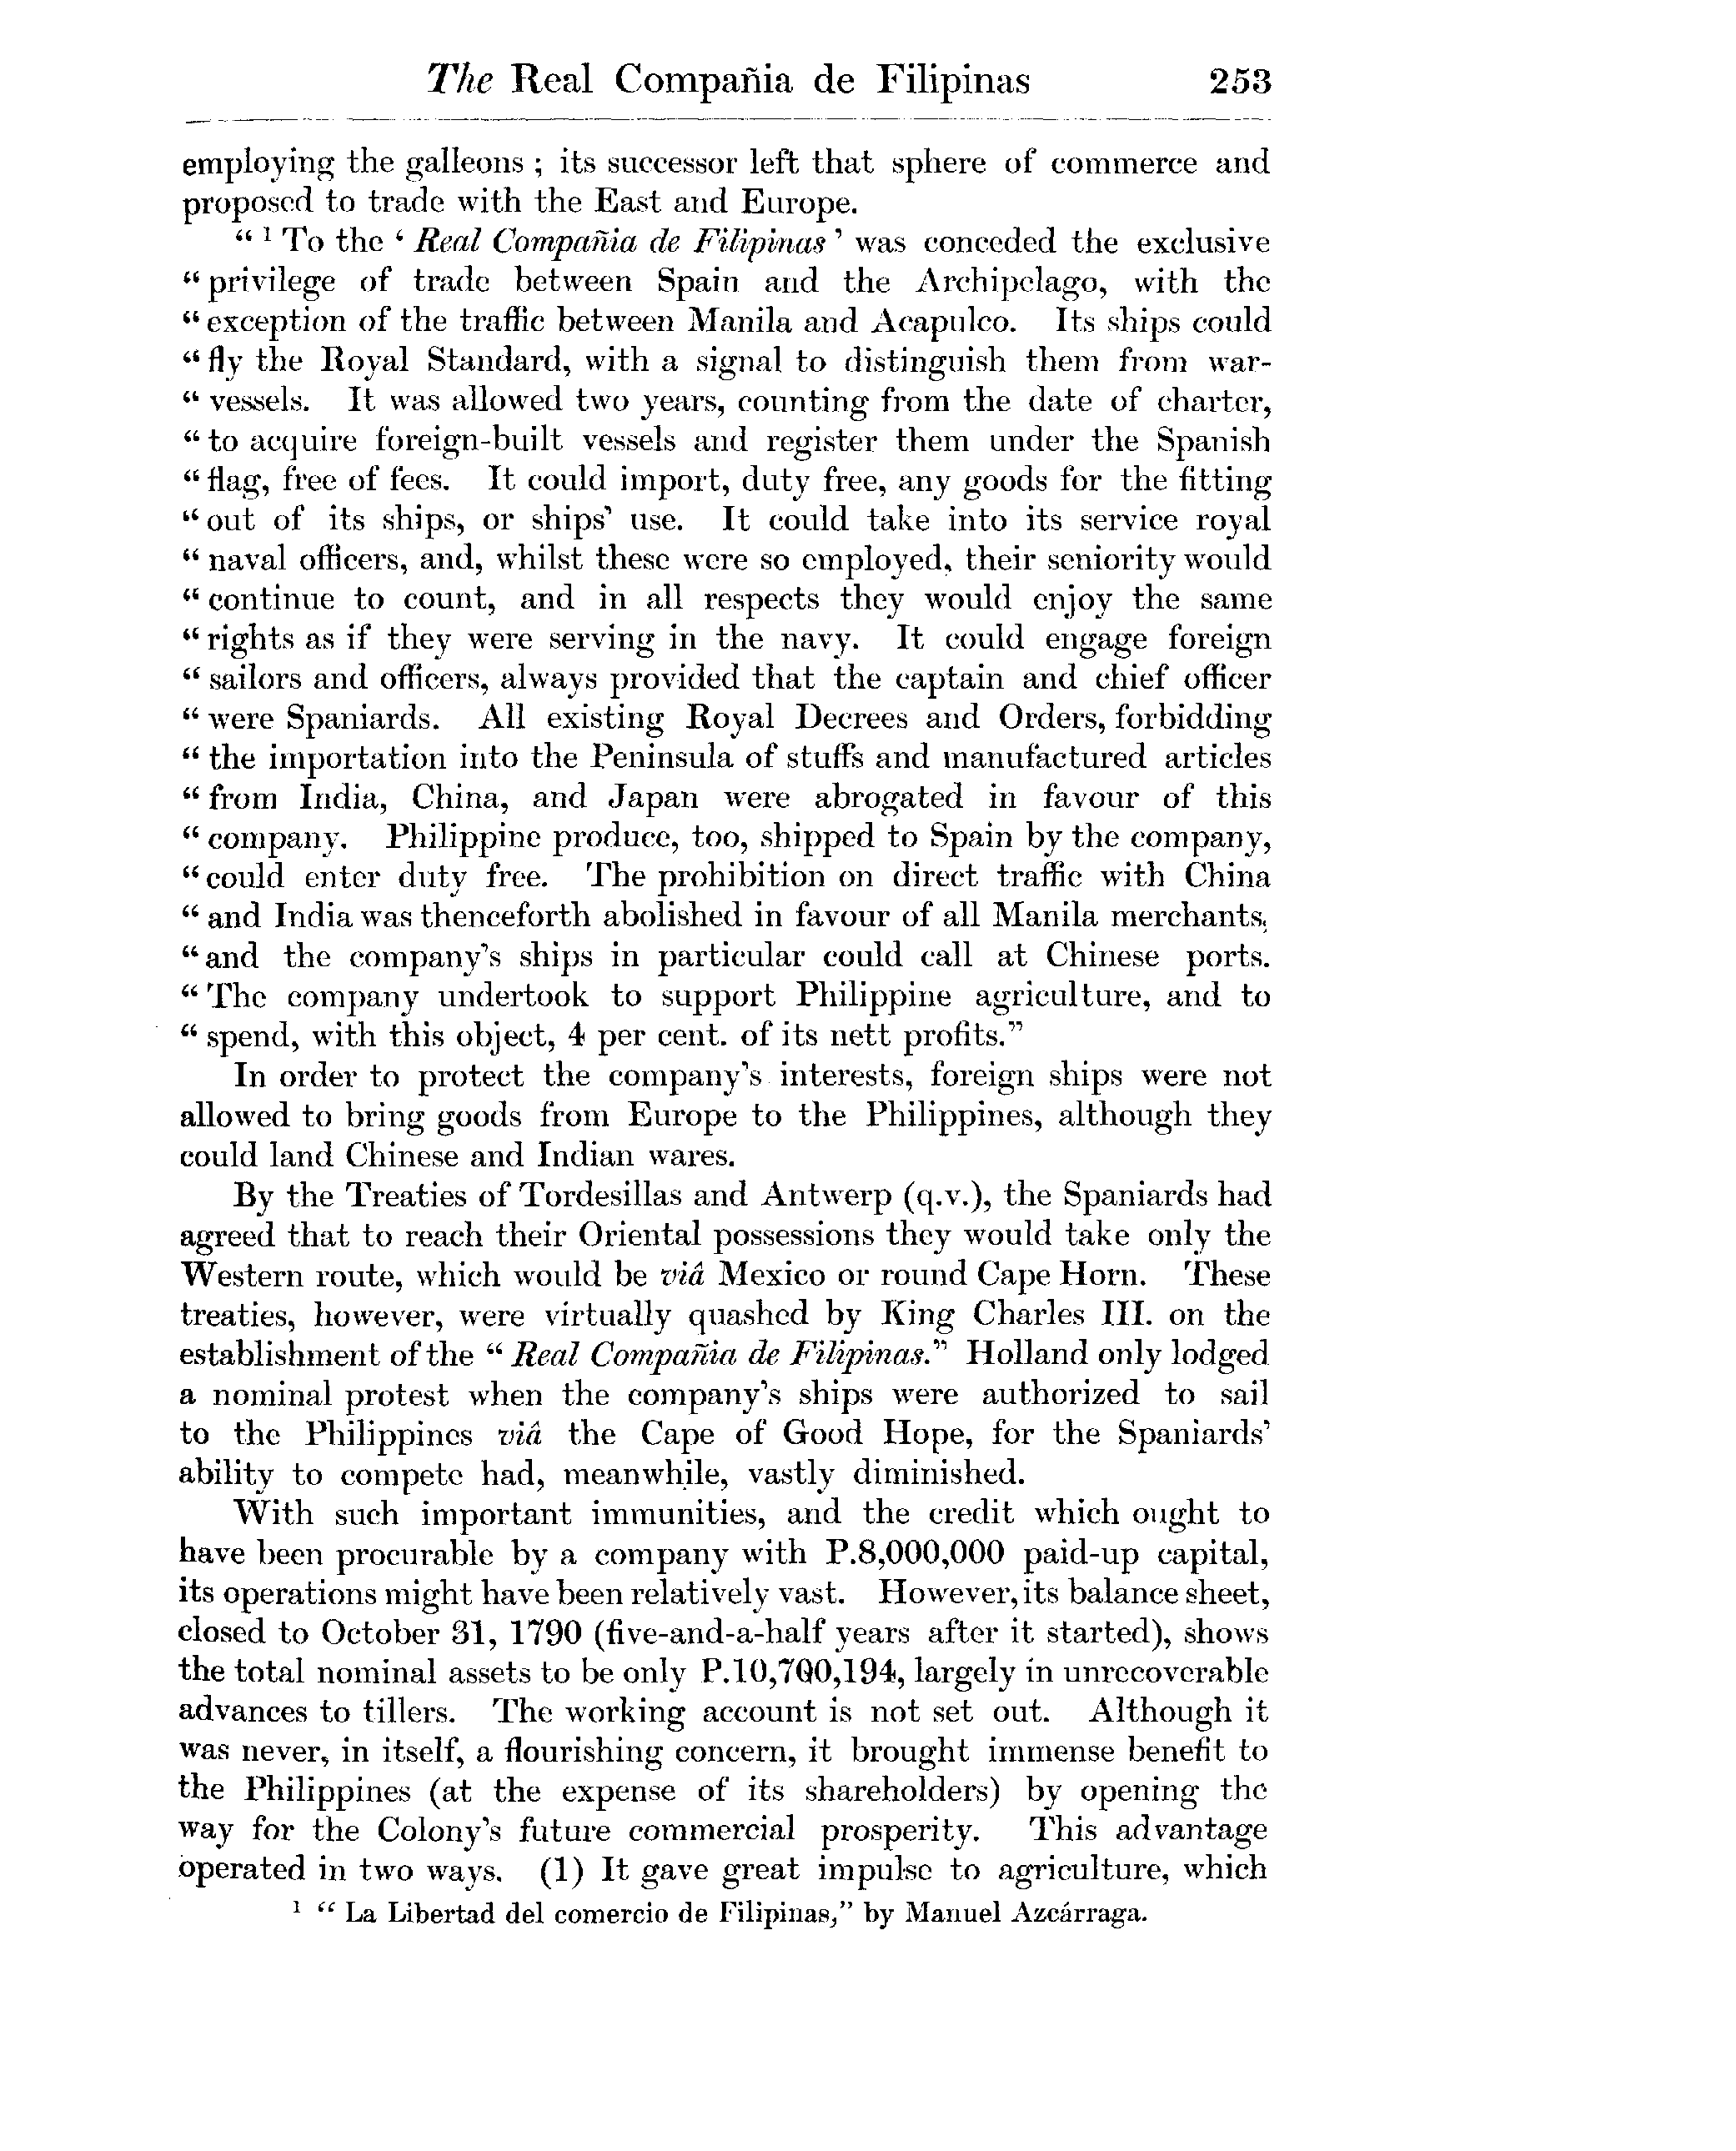 The Real Compañia de Filipinas 253
employing the galleons ; its successor left that sphere of commerce and
proposed to trade with the East and Europe.
“ ¹ To the ‘ Real Compañia de Filipinas ’ was conceded the exclusive
“ privilege of trade between Spain and the Archipelago, with the
“ exception of the traffic between Manila and Acapulco. Its ships could
“ fly the Royal Standard, with a signal to distinguish them from war-
“ vessels. It was allowed two years, counting from the date of charter,
“ to acquire foreign-built vessels and register them under the Spanish
“ flag, free of fees. It could import, duty free, any goods for the fitting
“ out of its ships, or ships’ use. It could take into its service royal
“ naval officers, and, whilst these were so employed, their seniority would
“ continue to count, and in all respects they would enjoy the same
“ rights as if they were serving in the navy. It could engage foreign
“ sailors and officers, always provided that the captain and chief officer
“ were Spaniards. All existing Royal Decrees and Orders, forbidding
“ the importation into the Peninsula of stuffs and manufactured articles
“ from India, China, and Japan were abrogated in favour of this
“ company. Philippine produce, too, shipped to Spain by the company,
“ could enter duty free. The prohibition on direct traffic with China
“ and India was thenceforth abolished in favour of all Manila merchants,
“ and the company’s ships in particular could call at Chinese ports.
“ The company undertook to support Philippine agriculture, and to
“ spend, with this object, 4 per cent. of its nett profits.”
In order to protect the company’s interests, foreign ships were not
allowed to bring goods from Europe to the Philippines, although they
could land Chinese and Indian wares.
By the Treaties of Tordesillas and Antwerp (q.v.), the Spaniards had
agreed that to reach their Oriental possessions they would take only the
Western route, which would be viâ Mexico or round Cape Horn. These
treaties, however, were virtually quashed by King Charles III. on the
establishment of the “ Real Compañia de Filipinas.” Holland only lodged
a nominal protest when the company’s ships were authorized to sail
to the Philippines viâ the Cape of Good Hope, for the Spaniards’
ability to compete had, meanwhile, vastly diminished.
With such important immunities, and the credit which ought to
have been procurable by a company with P.8,000,000 paid-up capital,
its operations might have been relatively vast. However, its balance sheet,
closed to October 31, 1790 (five-and-a-half years after it started), shows
the total nominal assets to be only P.10,700,194, largely in unrecoverable
advances to tillers. The working account is not set out. Although it
was never, in itself, a flourishing concern, it brought immense benefit to
the Philippines (at the expense of its shareholders) by opening the
way for the Colony’s future commercial prosperity. This advantage
operated in two ways. (1) It gave great impulse to agriculture, which
¹ “ La Libertad del comercio de Filipinas,” by Manuel Azcárraga.